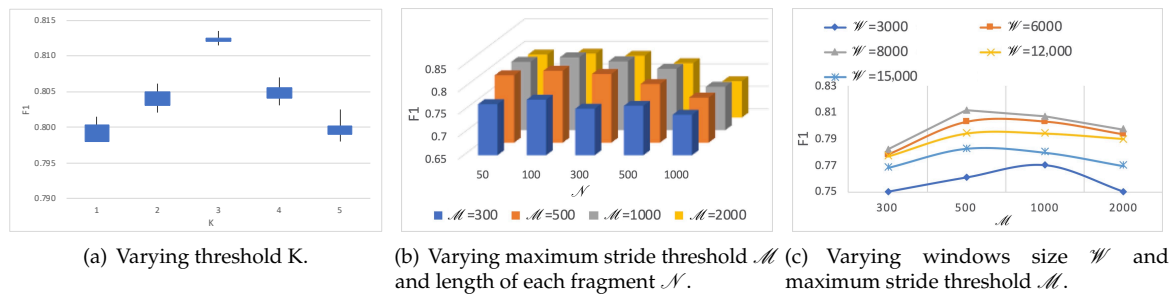 F1
0.815
0.810
0.805
0.800
0.795
0.790
1 2 3 4 5
K
(a) Varying threshold K.
F1
0.85
0.8
0.75
0.7
0.65
50 100 300 500 1000
𝒩
ℳ=300 ℳ=500 ℳ=1000 ℳ=2000
(b) Varying maximum stride threshold ℳ
and length of each fragment 𝒩.
𝒲=3000 𝒲=6000
𝒲=8000 𝒲=12,000
𝒲=15,000
F1
0.83
0.81
0.79
0.77
0.75
300 500 1000 2000
ℳ
(c) Varying windows size 𝒲 and
maximum stride threshold ℳ.